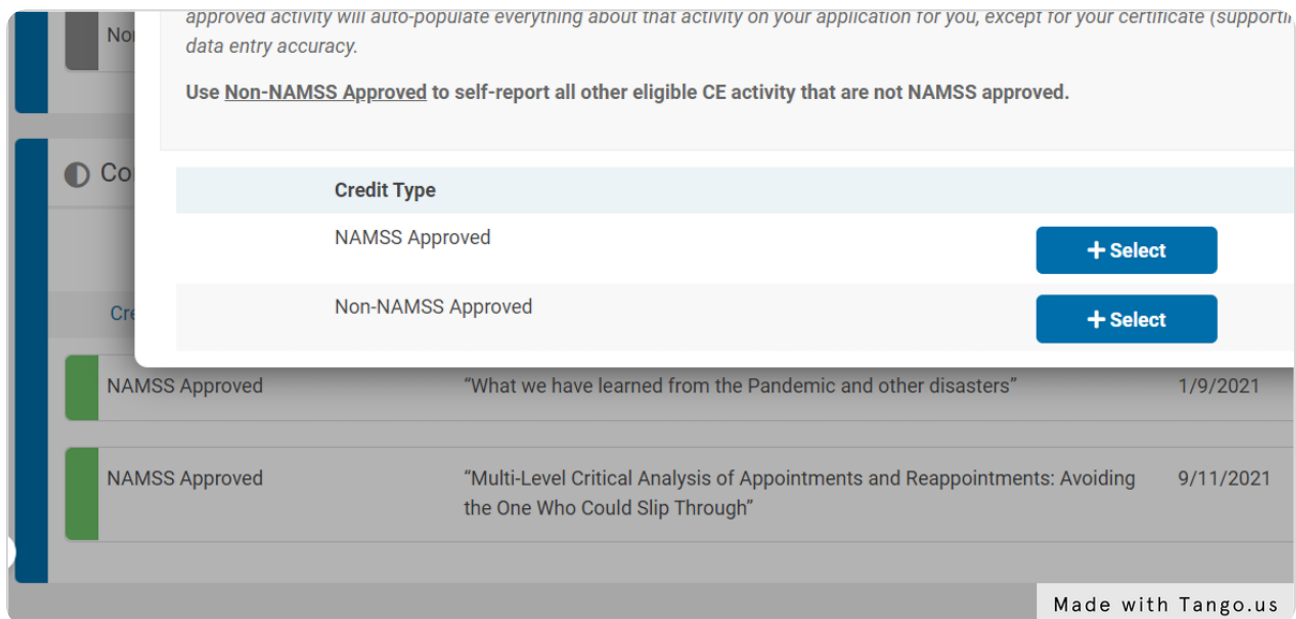 approved activity will auto-populate everything about that activity on your application for you, except for your certificate
No
data entry accuracy.
Use Non-NAMSS Approved to self-report all other eligible CE activity that are not NAMSS approved.
Co
Credit Type
NAMSS Approved
+ Select
Non-NAMSS Approved
+ Select
Cre
NAMSS Approved “What we have learned from the Pandemic and other disasters” 1/9/2021
NAMSS Approved “Multi-Level Critical Analysis of Appointments and Reappointments: Avoiding 9/11/2021
the One Who Could Slip Through”
Made with Tango.us